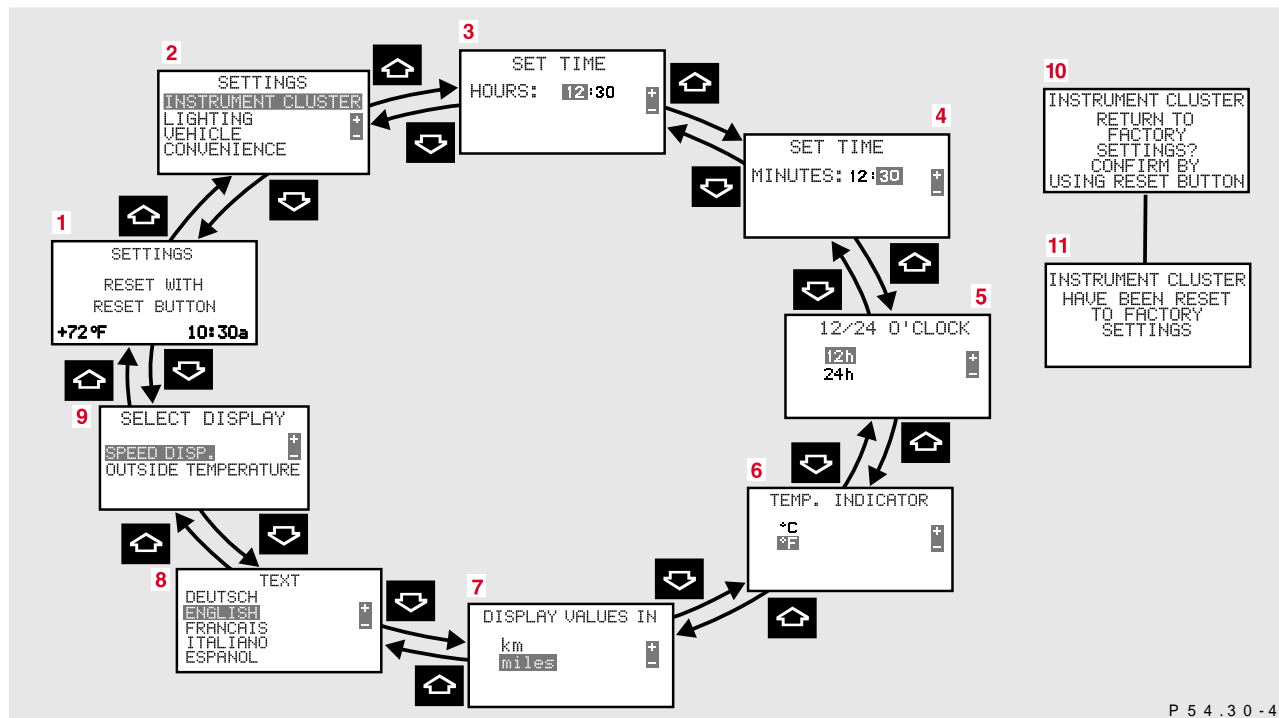 1
SETTINGS
RESET WITH
RESET BUTTON
+72°F 10:30a
2
SETTINGS
INSTRUMENT CLUSTER
LIGHTING +
VEHICLE –
CONVENIENCE
3
SET TIME
HOURS: 12:30 +
–
4
SET TIME
MINUTES: 12:30 +
–
5
12/24 O'CLOCK
12h +
24h –
6
TEMP. INDICATOR
°C +
°F –
7
DISPLAY VALUES IN
km +
miles –
8
TEXT
DEUTSCH
ENGLISH +
FRANCAIS –
ITALIANO
ESPANOL
9
SELECT DISPLAY
+
SPEED DISP. –
OUTSIDE TEMPERATURE
10
INSTRUMENT CLUSTER
RETURN TO
FACTORY
SETTINGS?
CONFIRM BY
USING RESET BUTTON
11
INSTRUMENT CLUSTER
HAVE BEEN RESET
TO FACTORY
SETTINGS
P54.30-4